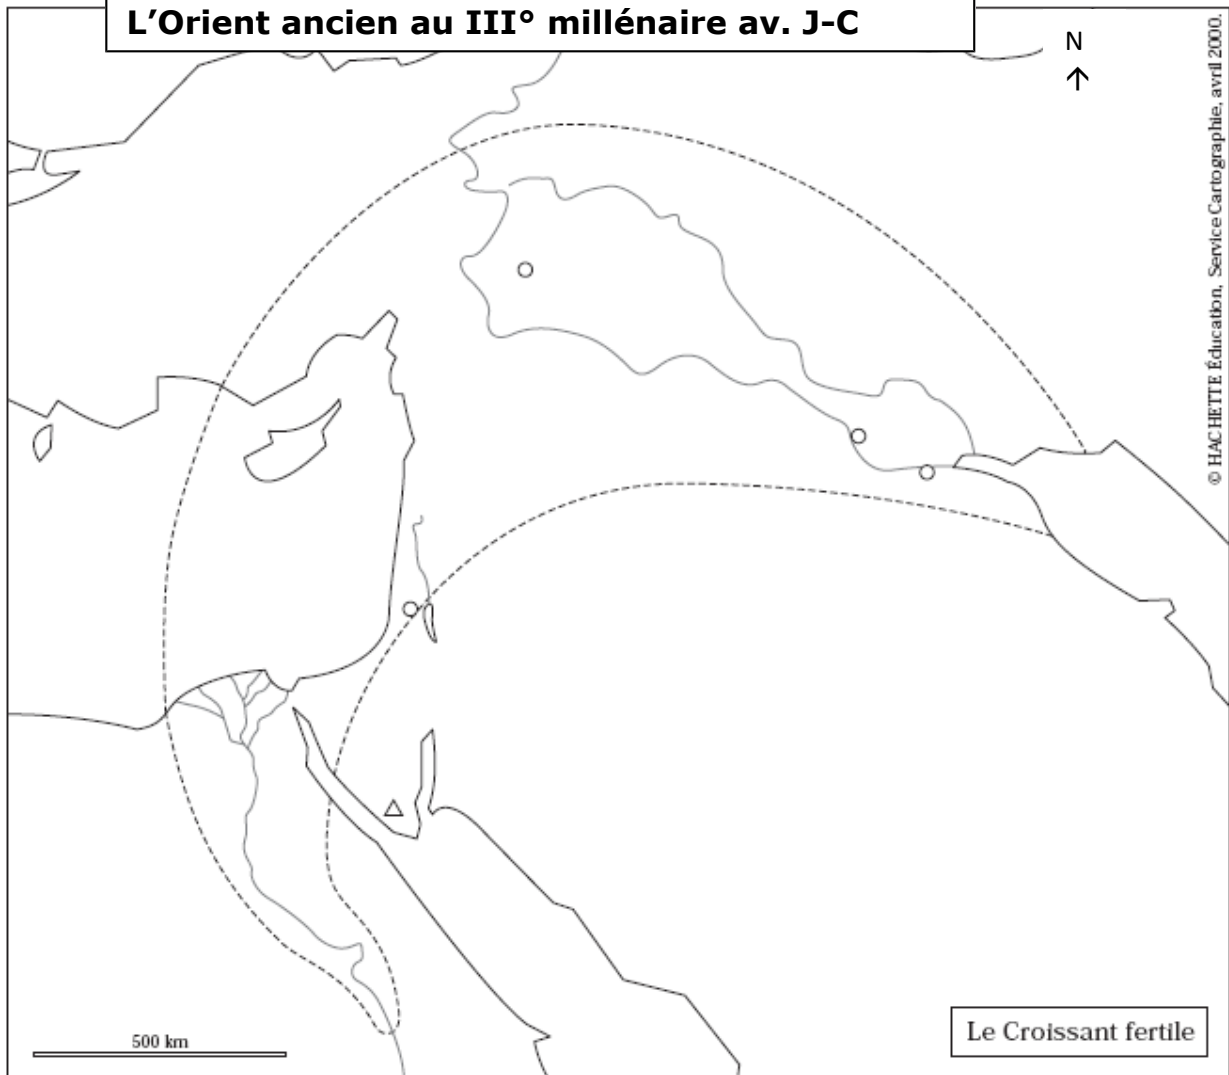 L’Orient ancien au III° millénaire av. J-C
N
© HACHETTE Éducation, Service Cartographie, avril 2000.
500 km
Le Croissant fertile